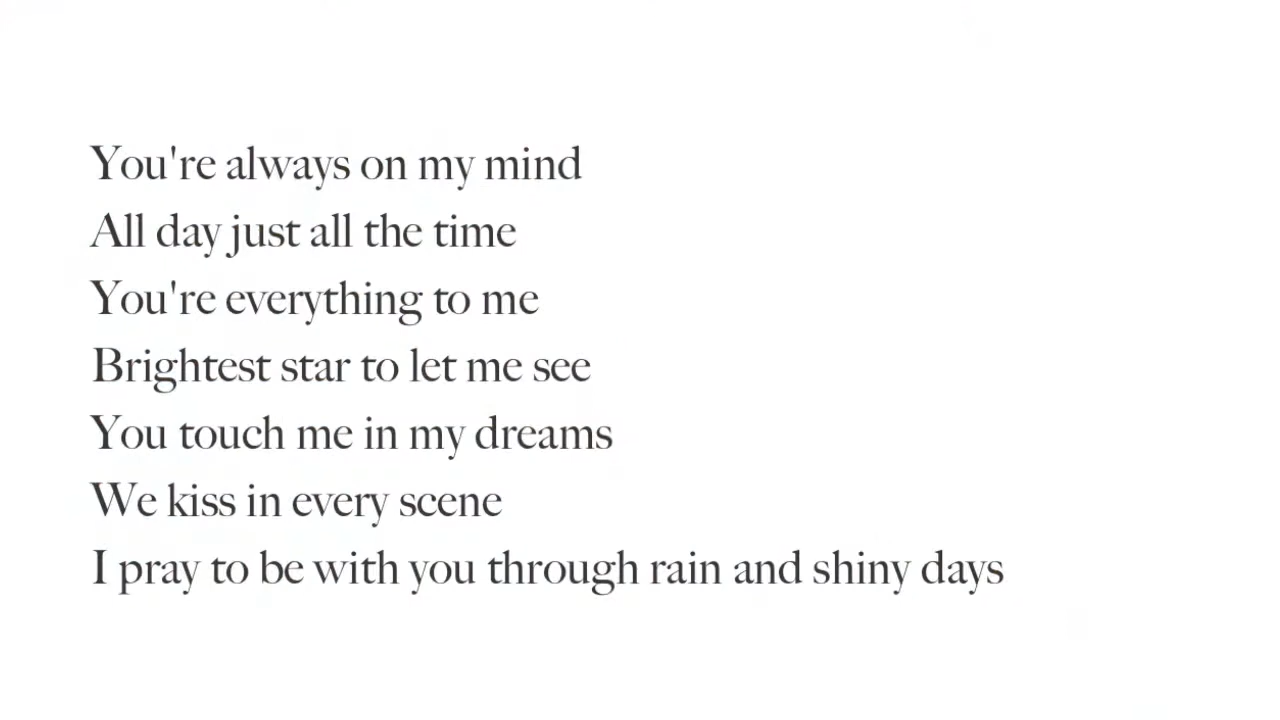 You're always on my mind
All day just all the time
You're everything to me
Brightest star to let me see
You touch me in my dreams
We kiss in every scene
I pray to be with you through rain and shiny days